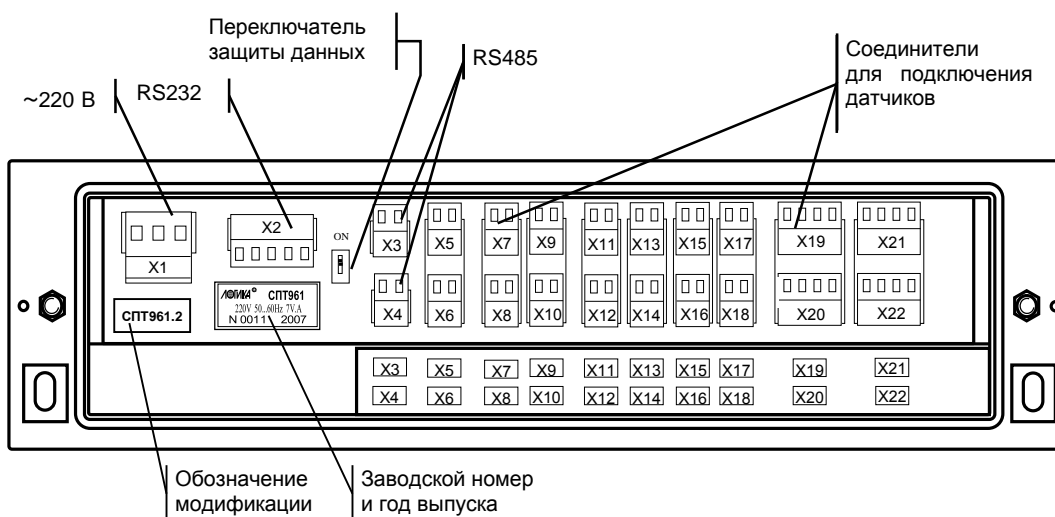 Переключатель
защиты данных
RS485
Соединители
для подключения
датчиков
~220 В
RS232
X1
X2
ON
X3 X5 X7 X9 X11 X13 X15 X17 X19 X21
X4 X6 X8 X10 X12 X14 X16 X18 X20 X22
СПТ961.2
ЛОГИКА® СПТ961
220V 50...60Hz 7V.A
N 0011 2007
X3 X5 X7 X9 X11 X13 X15 X17 X19 X21
X4 X6 X8 X10 X12 X14 X16 X18 X20 X22
Обозначение
модификации
Заводской номер
и год выпуска